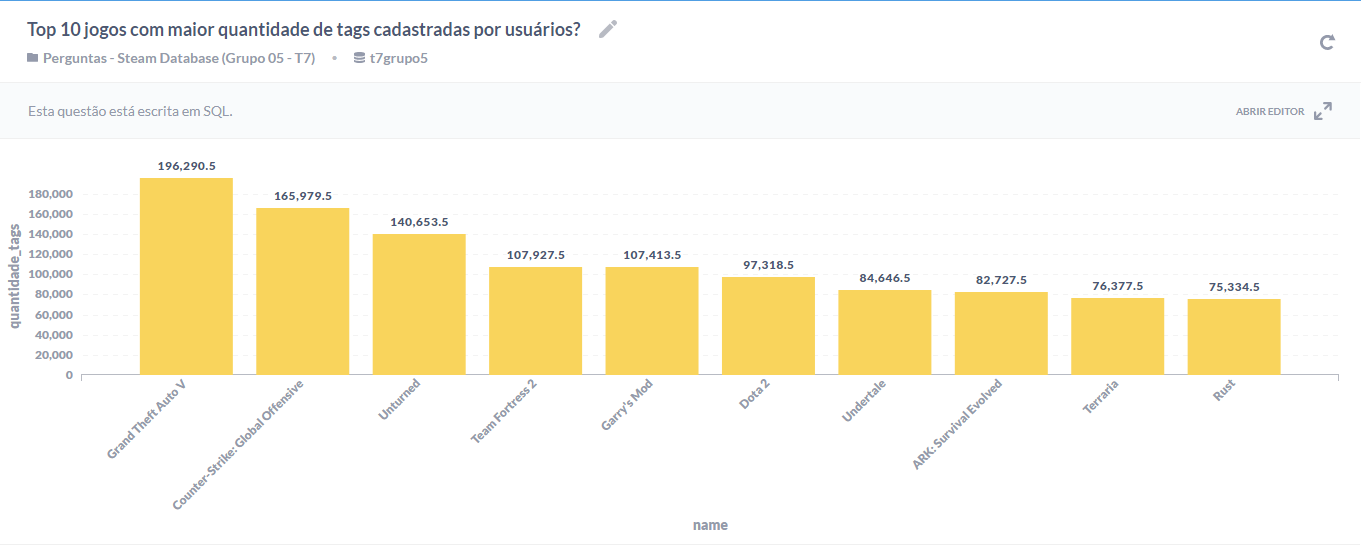 Top 10 jogos com maior quantidade de tags cadastradas por usuários?
Perguntas - Steam Database (Grupo 05 - T7) • t7grupo5
Esta questão está escrita em SQL.
ABRIR EDITOR
quantidade_tags
180,000
160,000
140,000
120,000
100,000
80,000
60,000
40,000
20,000
0
196,290.5
165,979.5
140,653.5
107,927.5
107,413.5
97,318.5
84,646.5
82,727.5
76,377.5
75,334.5
Grand Theft Auto V
Counter-Strike: Global Offensive
Unturned
Team Fortress 2
Garry's Mod
Dota 2
Undertale
ARK: Survival Evolved
Terraria
Rust
name